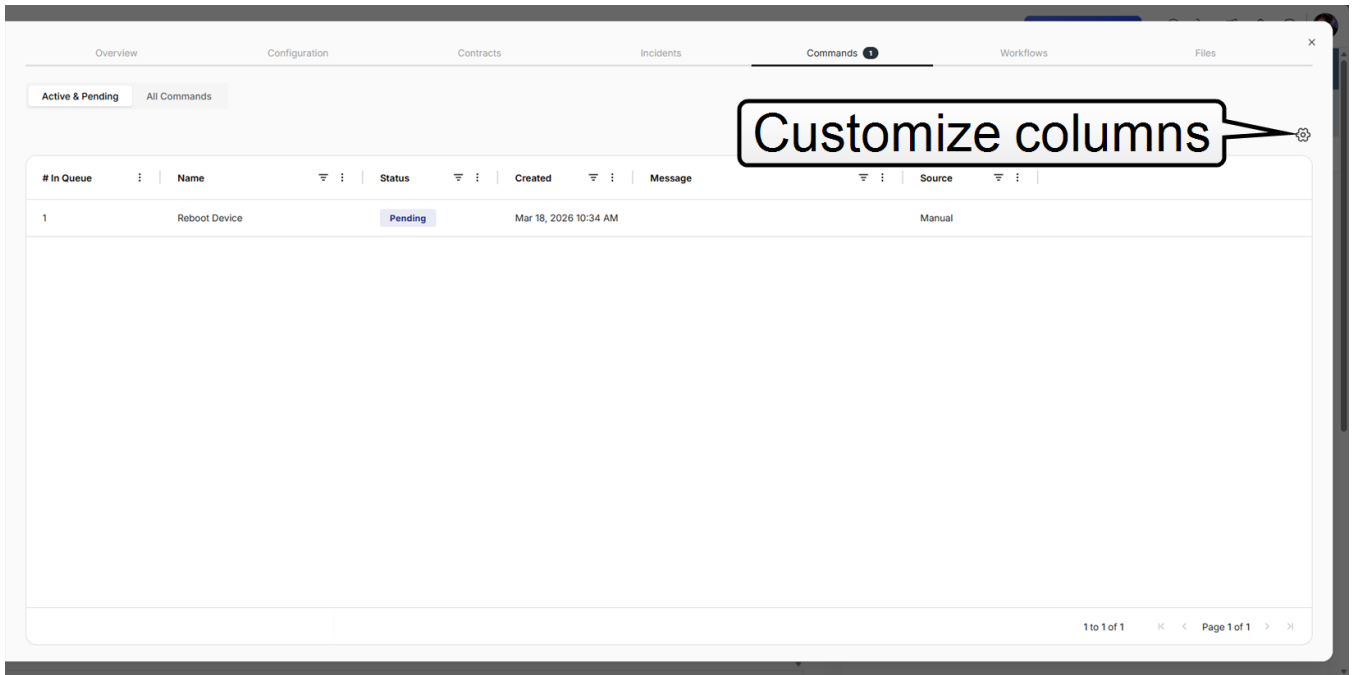 Overview Configuration Contracts Incidents Commands 1 Workflows Files
Active & Pending All Commands
Customize columns
# In Queue Name Status Created Message Source
1 Reboot Device Pending Mar 18, 2026 10:34 AM Manual
1 to 1 of 1 Page 1 of 1